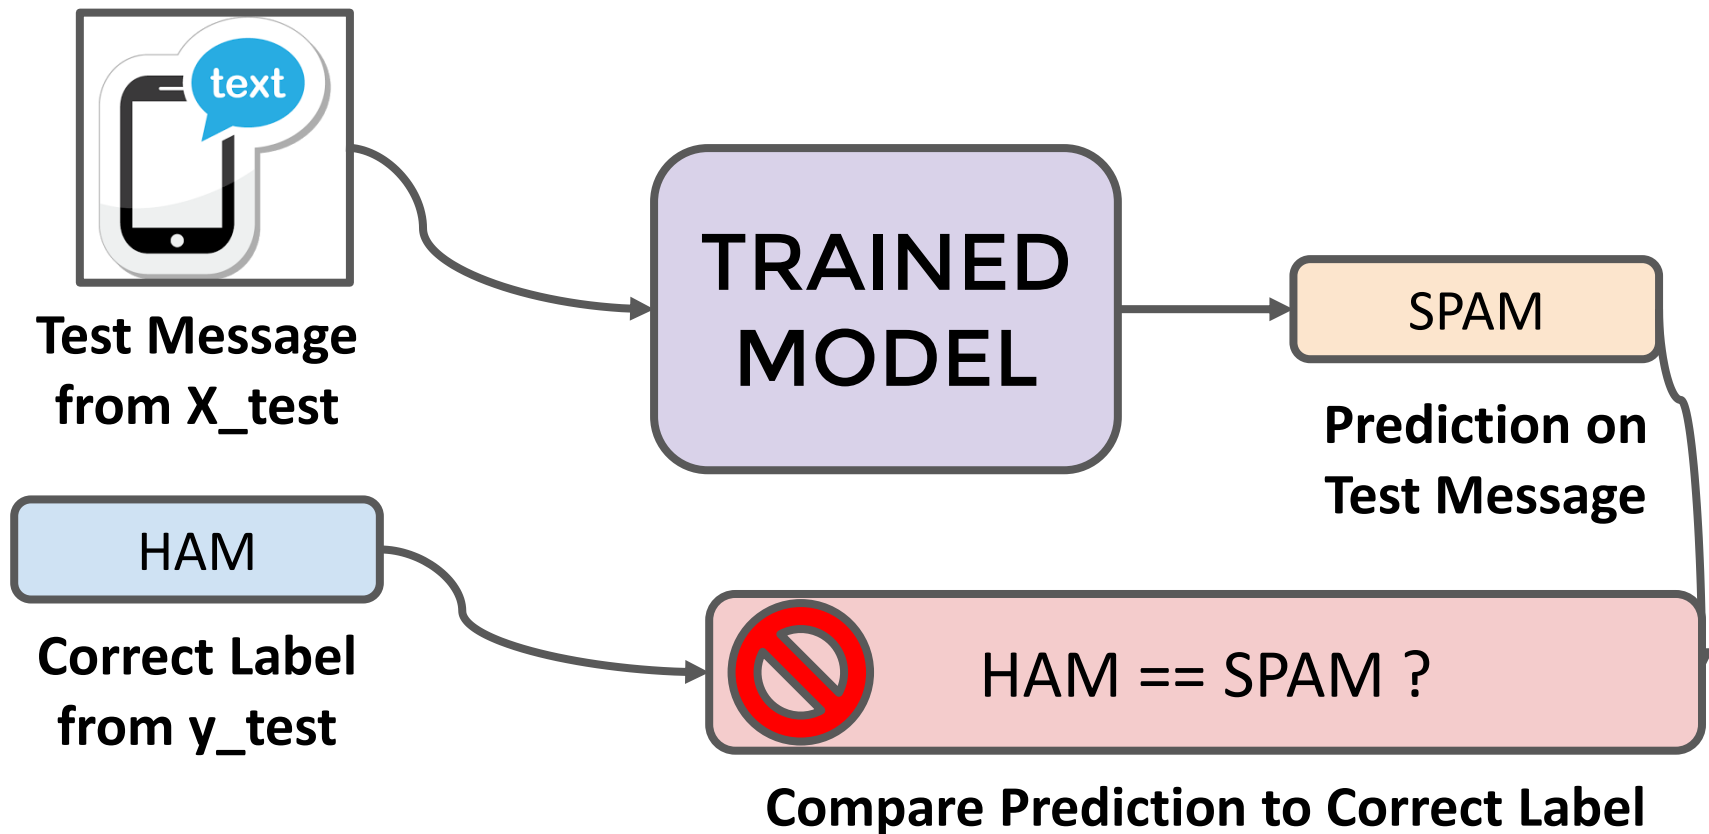 text
Test Message
from X_test
TRAINED
MODEL
SPAM
Prediction on
Test Message
HAM
Correct Label
from y_test
HAM == SPAM ?
Compare Prediction to Correct Label